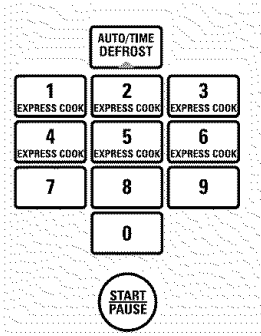 AUTO/TIME
DEFROST
1 2 3
EXPRESS COOK EXPRESS COOK EXPRESS COOK
4 5 6
EXPRESS COOK EXPRESS COOK EXPRESS COOK
7 8 9
0
START
PAUSE